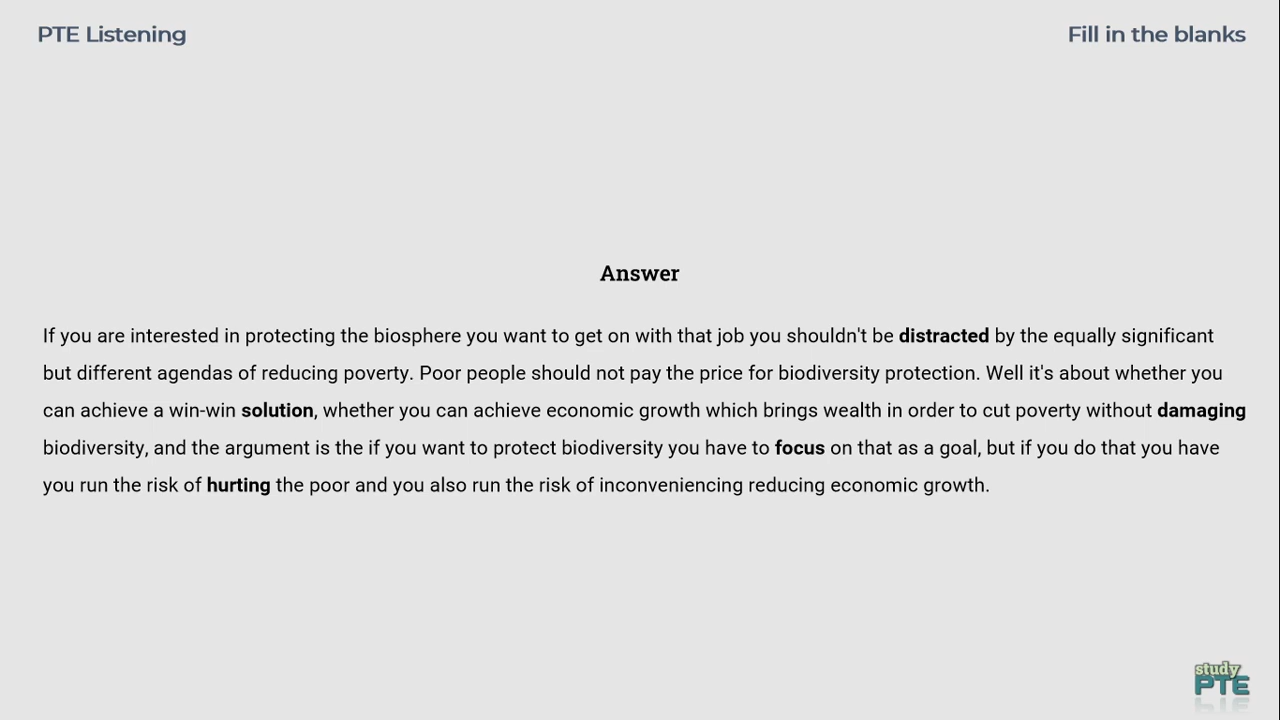 PTE Listening
Fill in the blanks
Answer
If you are interested in protecting the biosphere you want to get on with that job you shouldn't be distracted by the equally significant
but different agendas of reducing poverty. Poor people should not pay the price for biodiversity protection. Well it's about whether you
can achieve a win-win solution, whether you can achieve economic growth which brings wealth in order to cut poverty without damaging
biodiversity, and the argument is the if you want to protect biodiversity you have to focus on that as a goal, but if you do that you have
you run the risk of hurting the poor and you also run the risk of inconveniencing reducing economic growth.
study
PTE